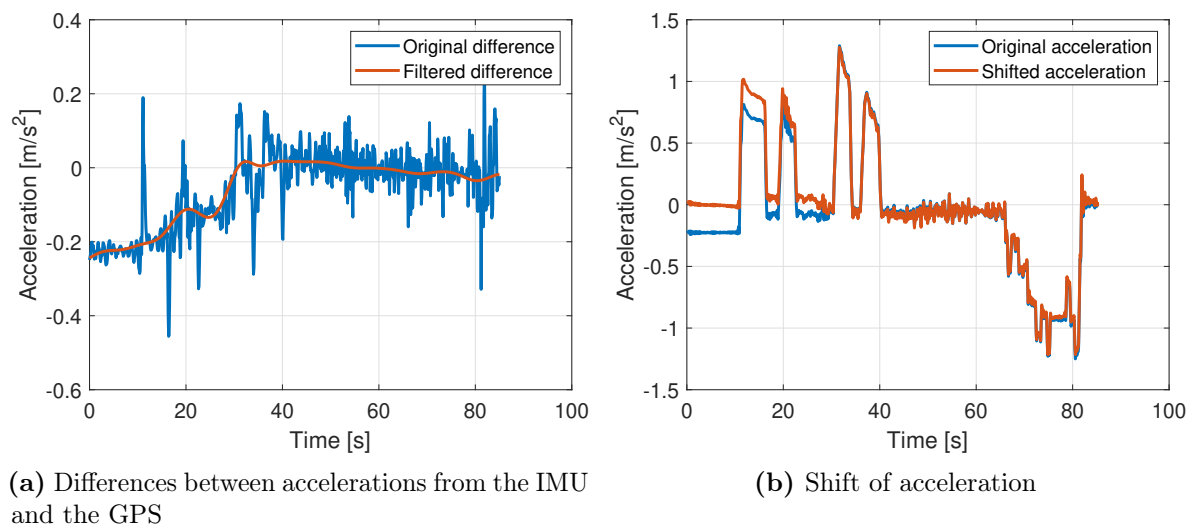 0.4
0.2
0
-0.2
-0.4
-0.6
Acceleration [m/s²]
Original difference
Filtered difference
0 20 40 60 80 100
Time [s]
(a) Differences between accelerations from the IMU
and the GPS
1.5
1
0.5
0
-0.5
-1
-1.5
Acceleration [m/s²]
Original acceleration
Shifted acceleration
0 20 40 60 80 100
Time [s]
(b) Shift of acceleration